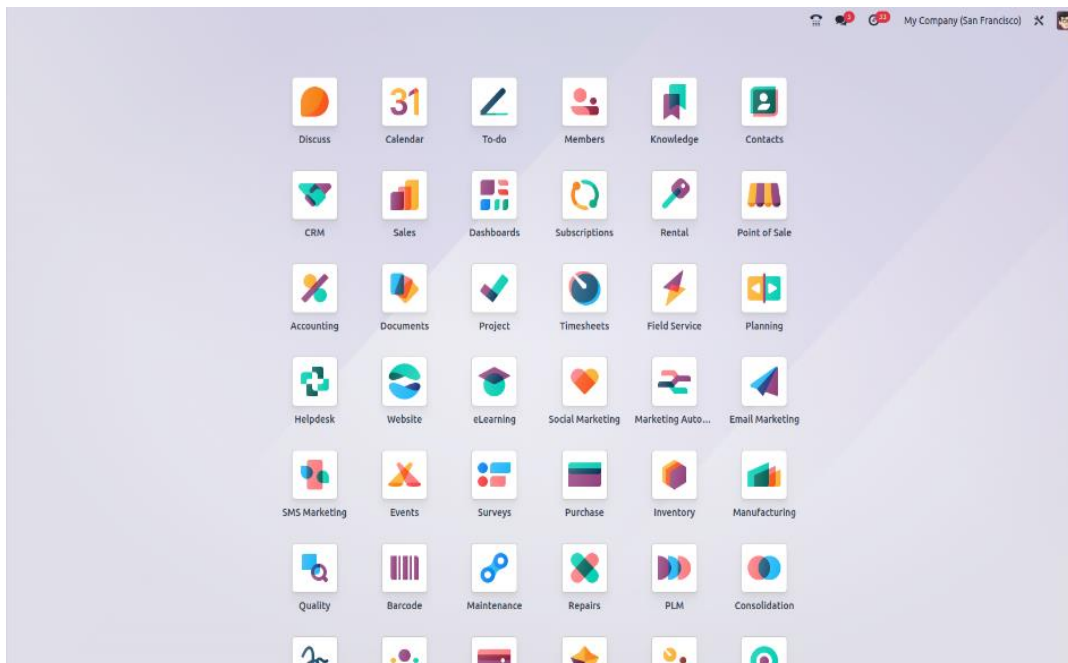 3
33
My Company (San Francisco)
31
Discuss
Calendar
To-do
Members
Knowledge
Contacts
CRM
Sales
Dashboards
Subscriptions
Rental
Point of Sale
Accounting
Documents
Project
Timesheets
Field Service
Planning
Helpdesk
Website
eLearning
Social Marketing
Marketing Auto...
Email Marketing
SMS Marketing
Events
Surveys
Purchase
Inventory
Manufacturing
Quality
Barcode
Maintenance
Repairs
PLM
Consolidation